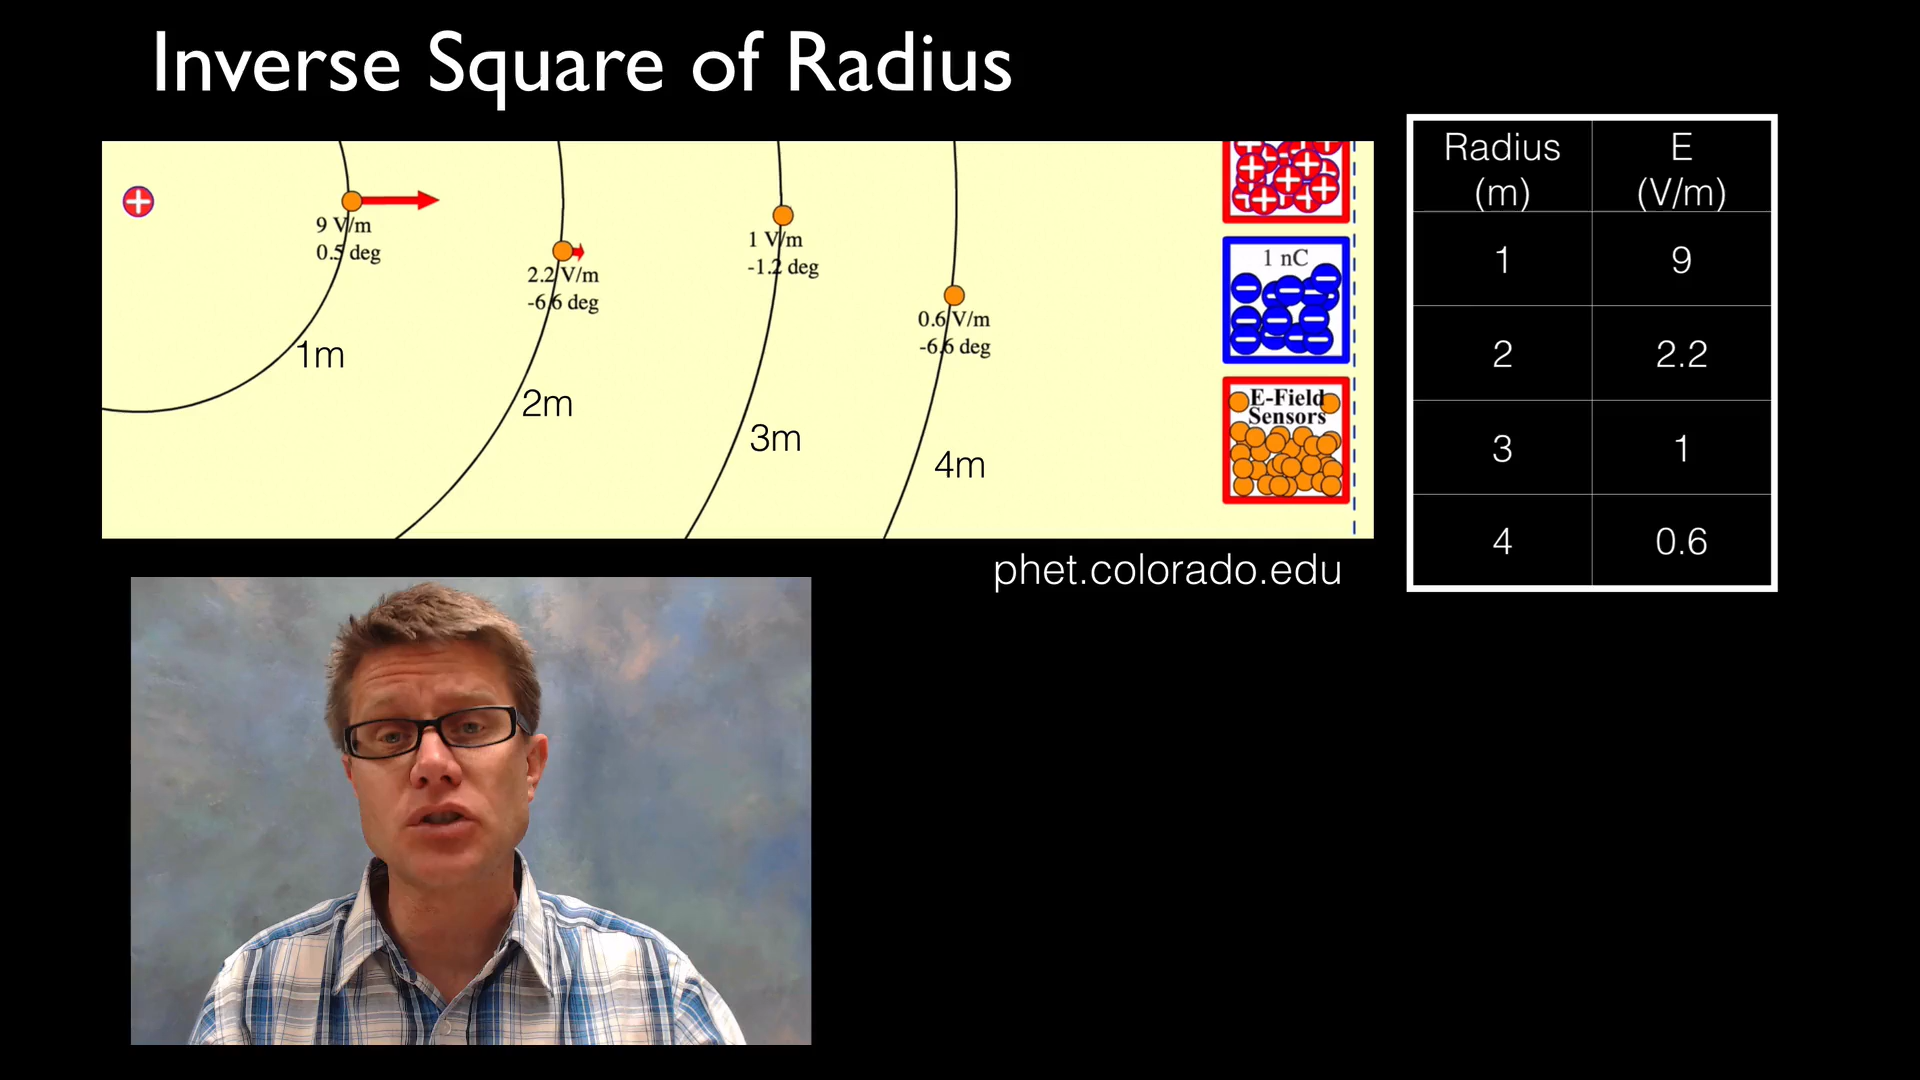 Inverse Square of Radius
9 V/m
0.5 deg
1m
2.2 V/m
-6.6 deg
2m
1 V/m
-1.2 deg
3m
0.6 V/m
-6.6 deg
4m
1 nC
E-Field
Sensors
phet.colorado.edu
Radius E
(m) (V/m)
1 9
2 2.2
3 1
4 0.6